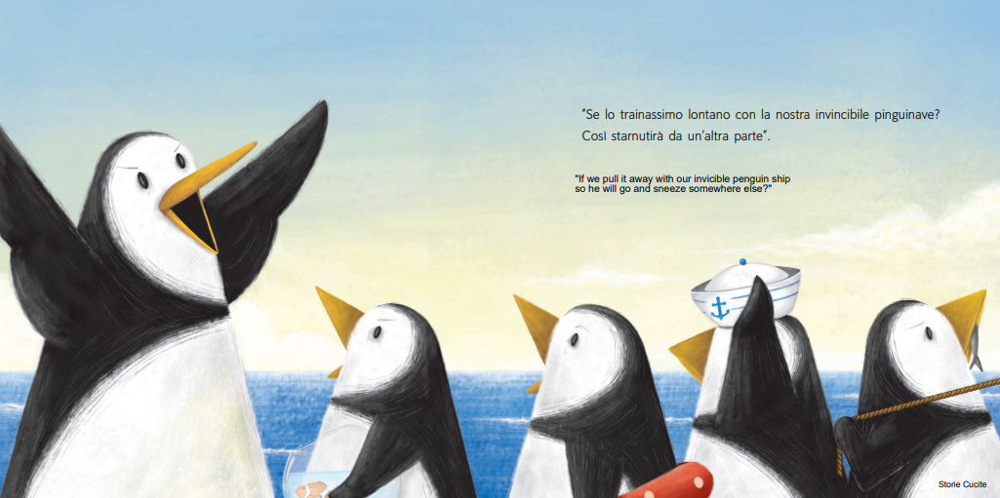 “Se lo trainassimo lontano con la nostra invincibile pinguinave?
Così starnutirà da un'altra parte”.
"If we pull it away with our invicible penguin ship
so he will go and sneeze somewhere else?"
Storie Cucite